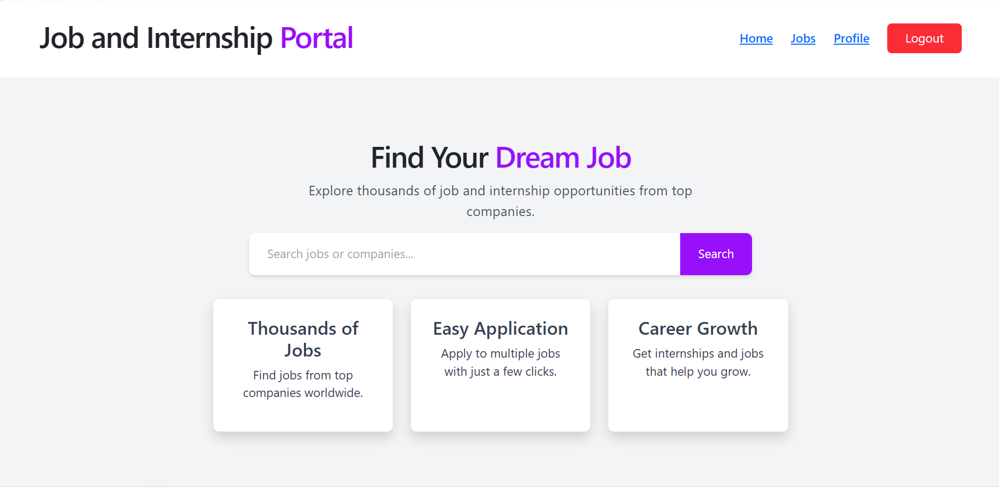 Job and Internship Portal
Home Jobs Profile Logout
Find Your Dream Job
Explore thousands of job and internship opportunities from top
companies.
Search jobs or companies...
Search
Thousands of
Jobs
Find jobs from top
companies worldwide.
Easy Application
Apply to multiple jobs
with just a few clicks.
Career Growth
Get internships and jobs
that help you grow.